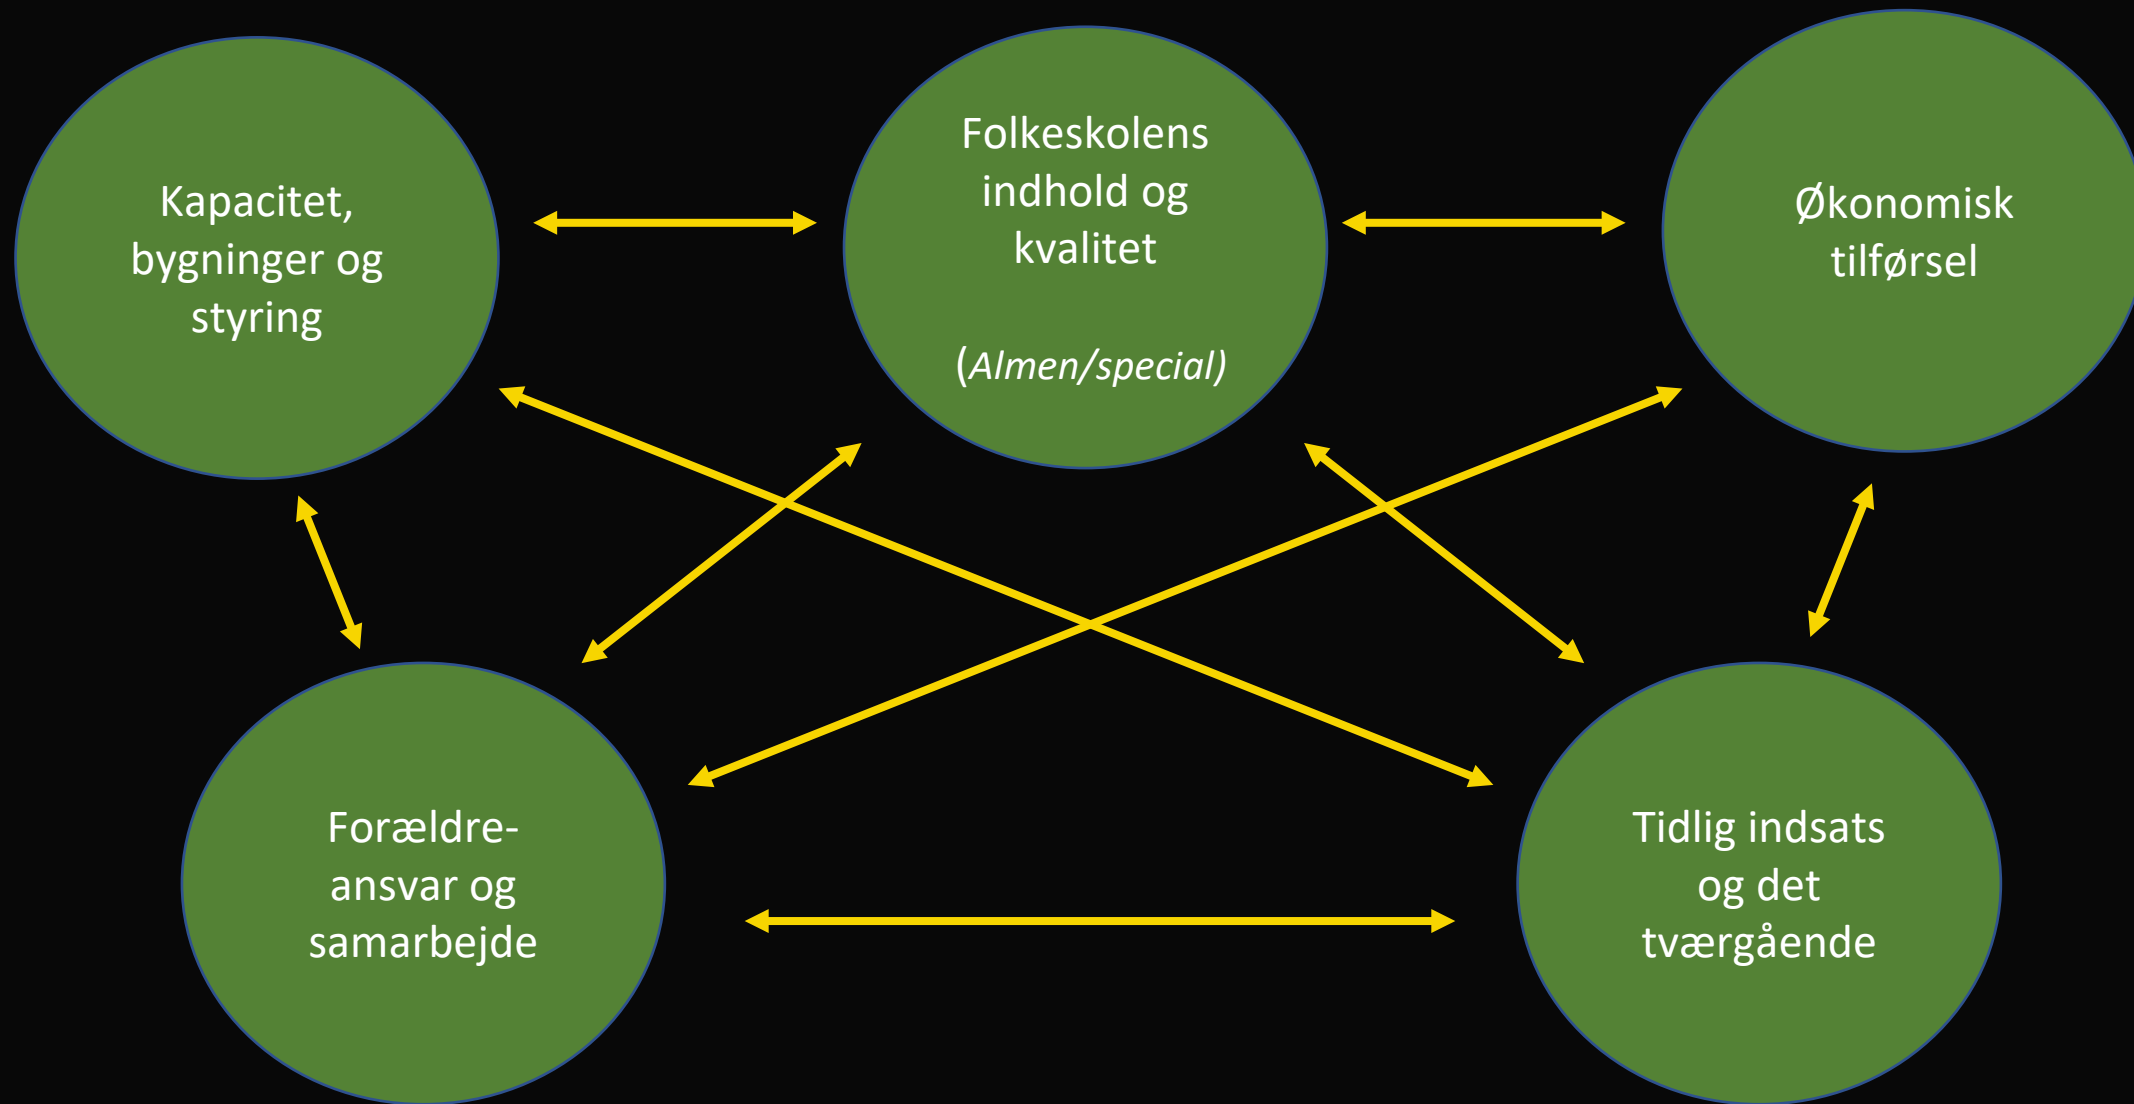 Kapacitet,
bygninger og
styring
Folkeskolens
indhold og
kvalitet
(Almen/special)
Økonomisk
tilførsel
Forældre-
ansvar og
samarbejde
Tidlig indsats
og det
tværgående